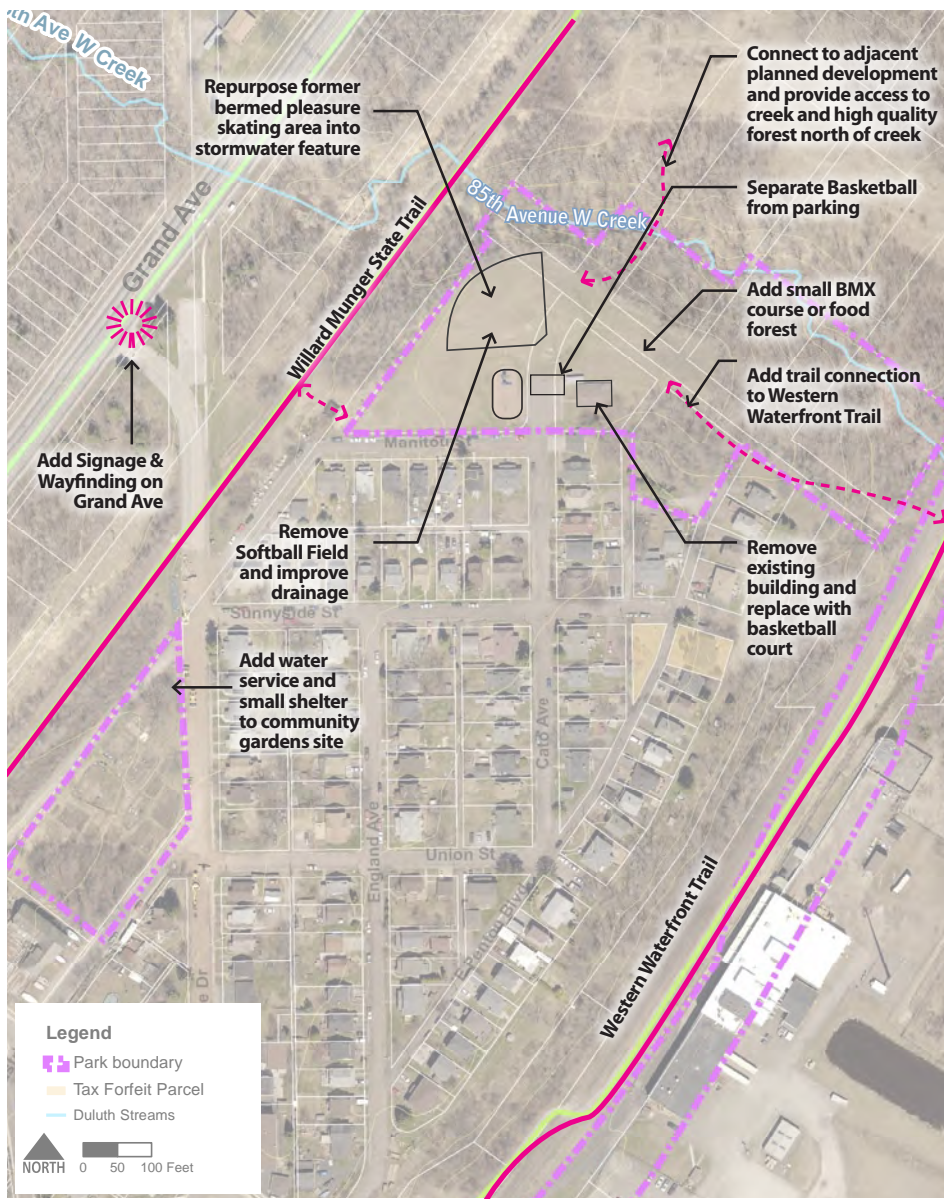 th Ave W Creek
Repurpose former
bermed pleasure
skating area into
stormwater feature
Connect to adjacent
planned development
and provide access to
creek and high quality
forest north of creek
Separate Basketball
from parking
85th Avenue W Creek
Grand Ave
Willard Munger State Trail
Add small BMX
course or food
forest
Add trail connection
to Western
Waterfront Trail
Add Signage &
Wayfinding on
Grand Ave
Manitou St
Remove
Softball Field
and improve
drainage
Remove
existing
building and
replace with
basketball
court
Sunnyside St
Add water
service and
small shelter
to community
gardens site
Cato Ave
England Ave
Union St
Blvd
Western Waterfront Trail
e Dr
Legend
Park boundary
Tax Forfeit Parcel
Duluth Streams
NORTH
0 50 100 Feet